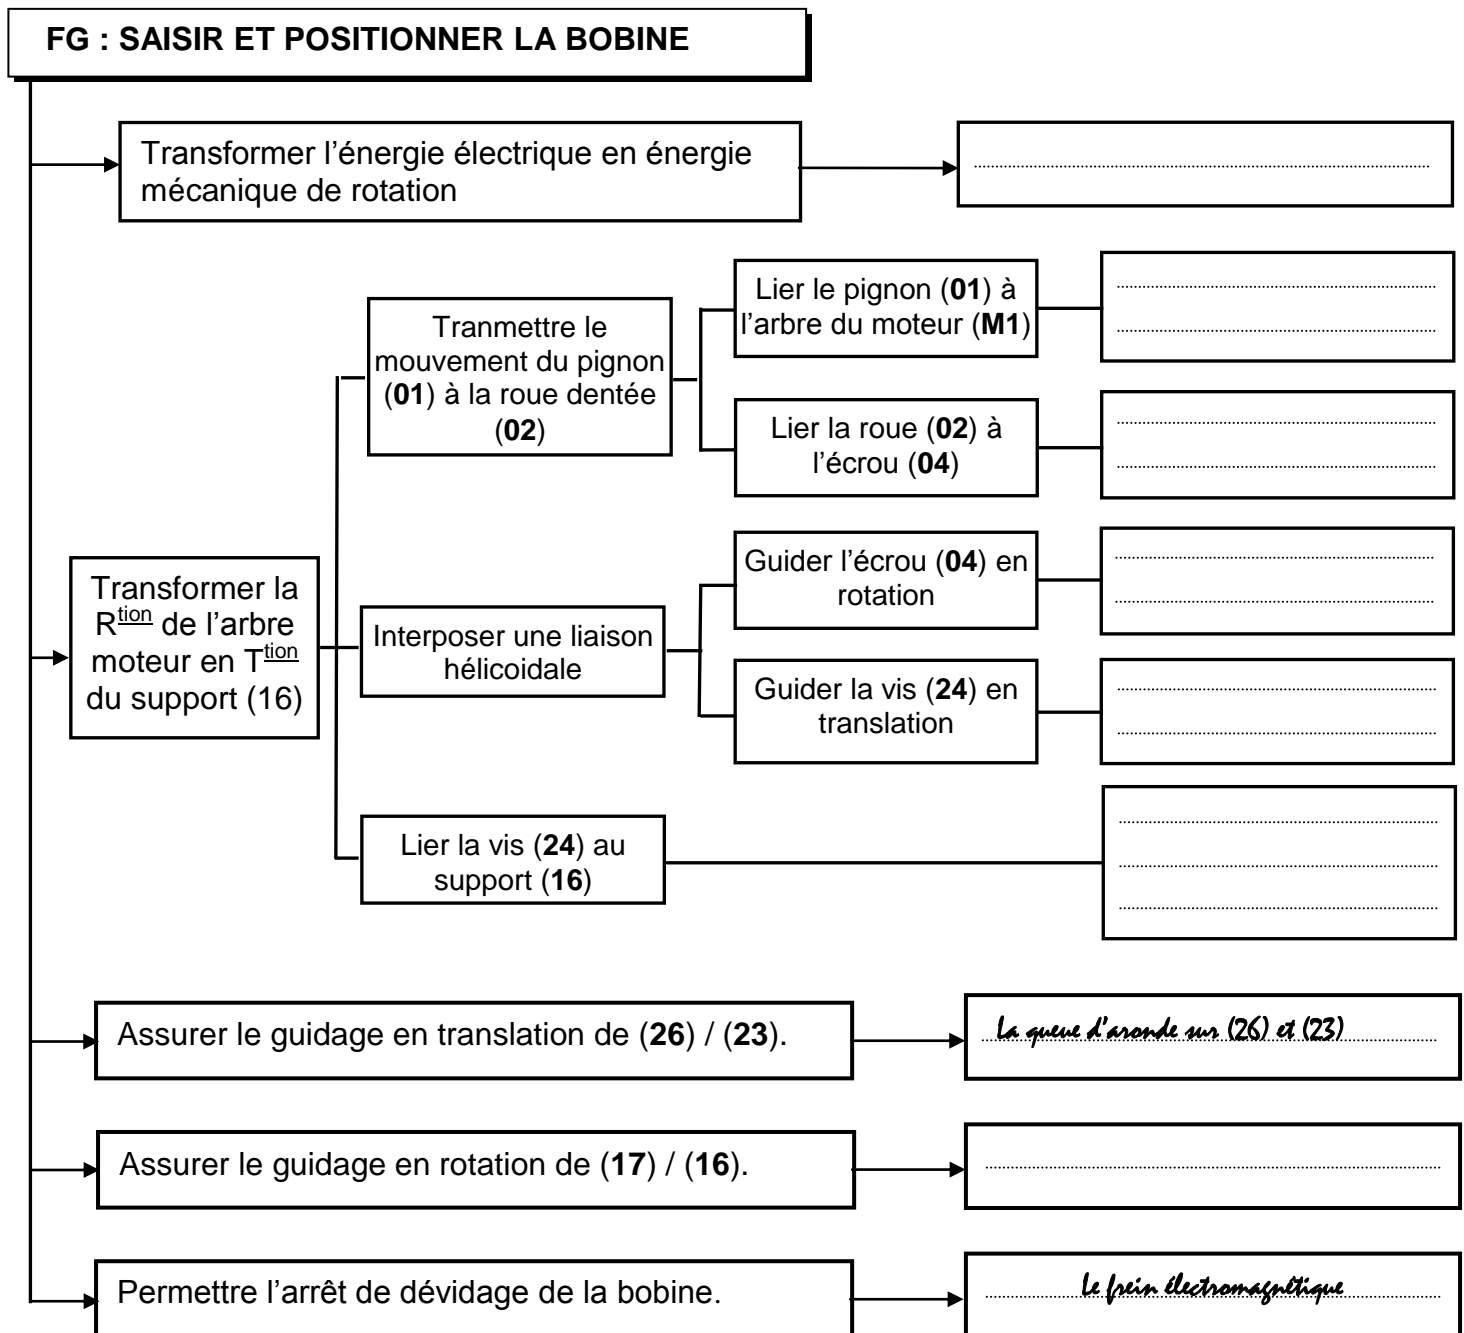 FG : SAISIR ET POSITIONNER LA BOBINE
Transformer l’énergie électrique en énergie
mécanique de rotation
Tranmettre le
mouvement du pignon
(01) à la roue dentée
(02)
Lier le pignon (01) à
l’arbre du moteur (M1)
Lier la roue (02) à
l’écrou (04)
Transformer la
Rtion de l’arbre
moteur en Ttion
du support (16)
Interposer une liaison
hélicoidale
Guider l’écrou (04) en
rotation
Guider la vis (24) en
translation
Lier la vis (24) au
support (16)
Assurer le guidage en translation de (26) / (23).
La queue d’aronde sur (26) et (23)
Assurer le guidage en rotation de (17) / (16).
Permettre l’arrêt de dévidage de la bobine.
Le frein électromagnétique